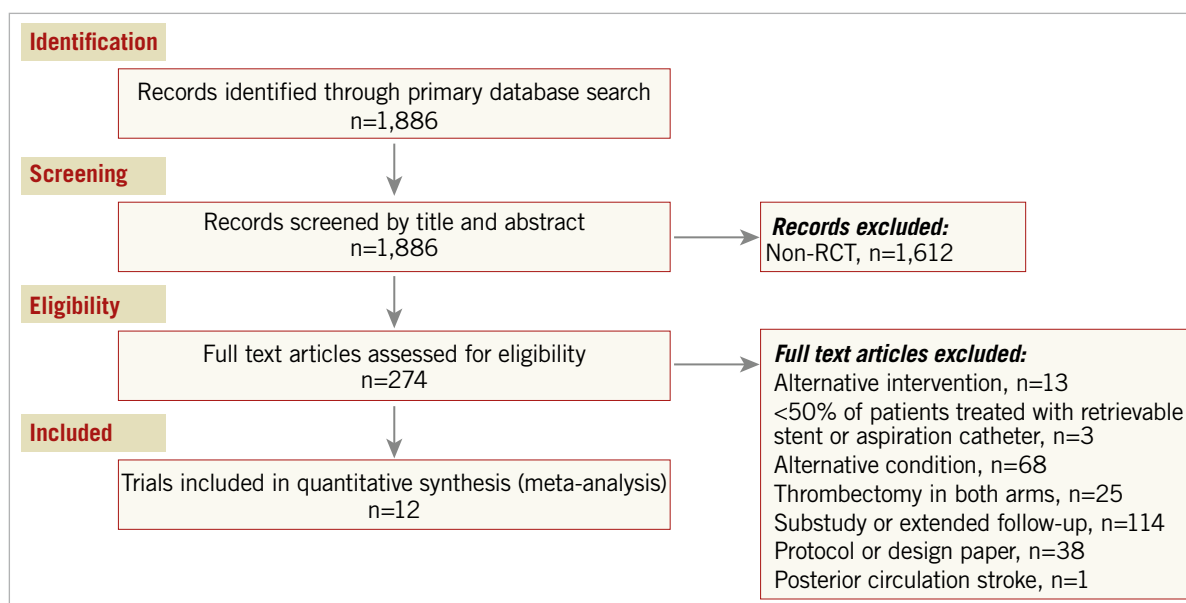 Identification
Records identified through primary database search
n=1,886
Screening
Records screened by title and abstract
n=1,886
Records excluded:
Non-RCT, n=1,612
Eligibility
Full text articles assessed for eligibility
n=274
Full text articles excluded:
Alternative intervention, n=13
<50% of patients treated with retrievable
stent or aspiration catheter, n=3
Alternative condition, n=68
Thrombectomy in both arms, n=25
Substudy or extended follow-up, n=114
Protocol or design paper, n=38
Posterior circulation stroke, n=1
Included
Trials included in quantitative synthesis (meta-analysis)
n=12